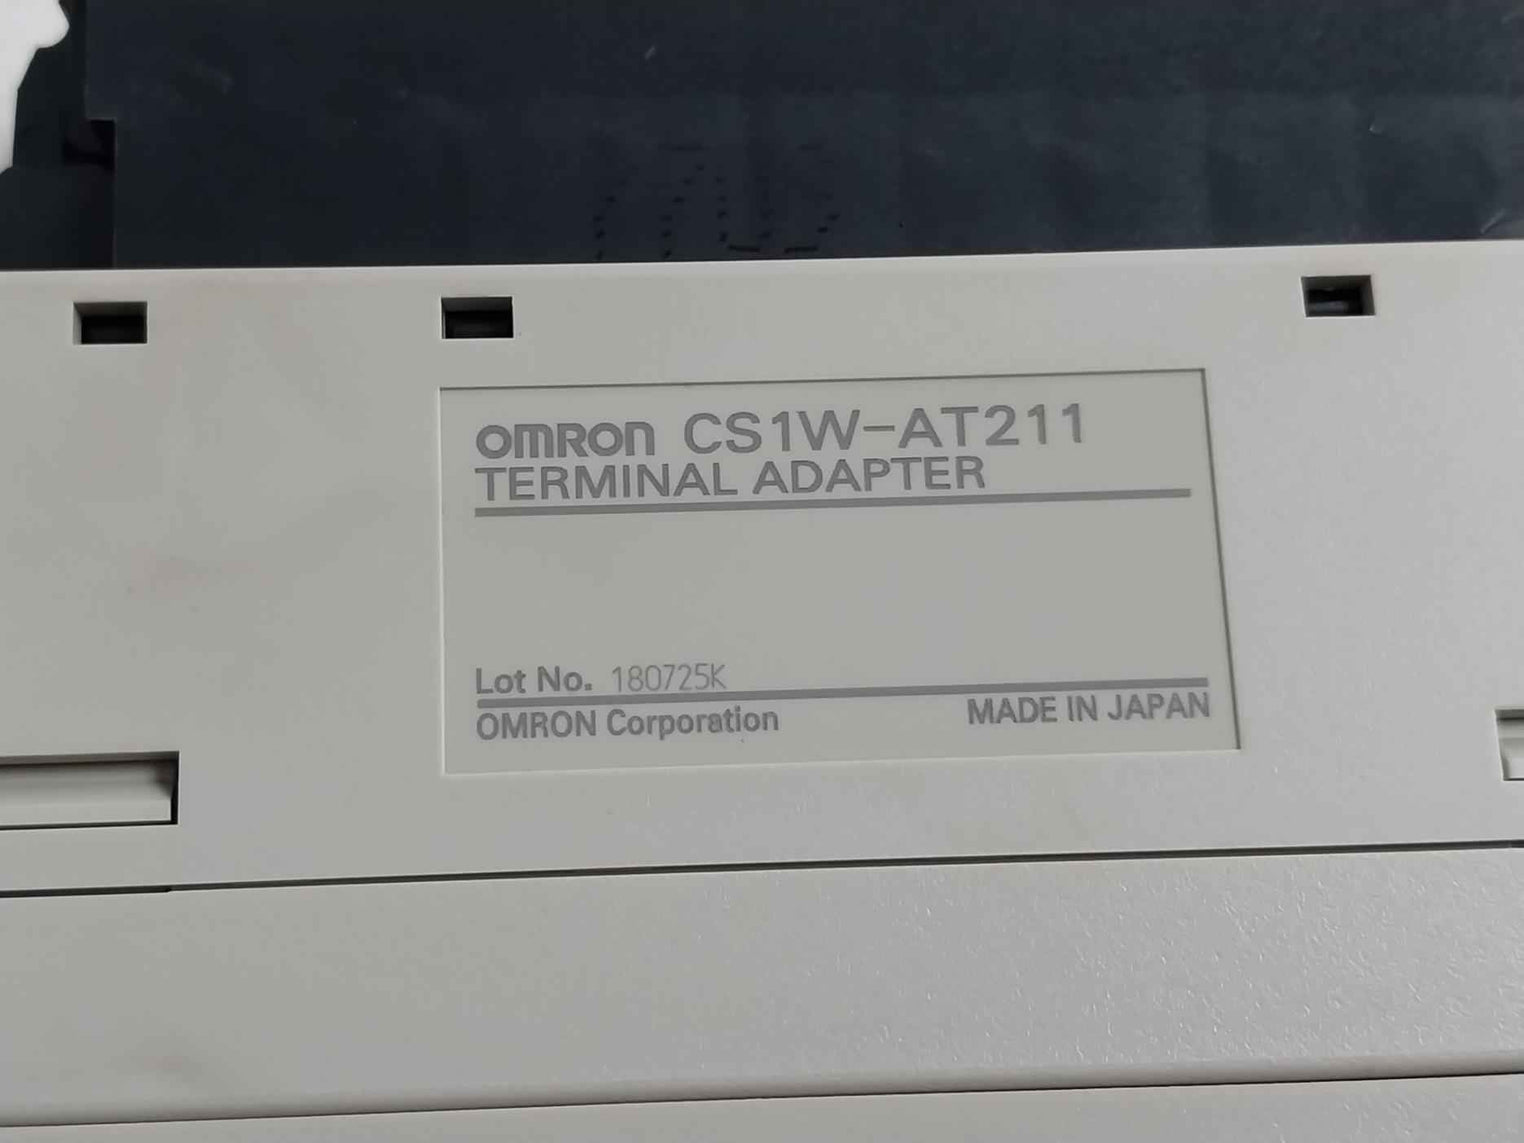 OMRON CS1W-AT211
TERMINAL ADAPTER
Lot No. 180725K
OMRON Corporation MADE IN JAPAN